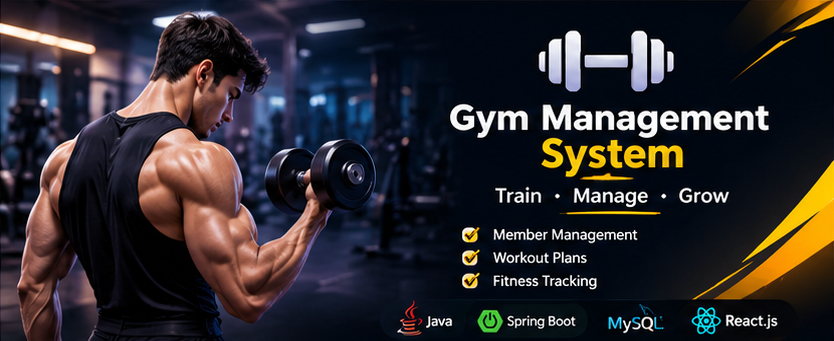 Gym Management
System
Train • Manage • Grow
Member Management
Workout Plans
Fitness Tracking
Java
Spring Boot
MySQL
React.js